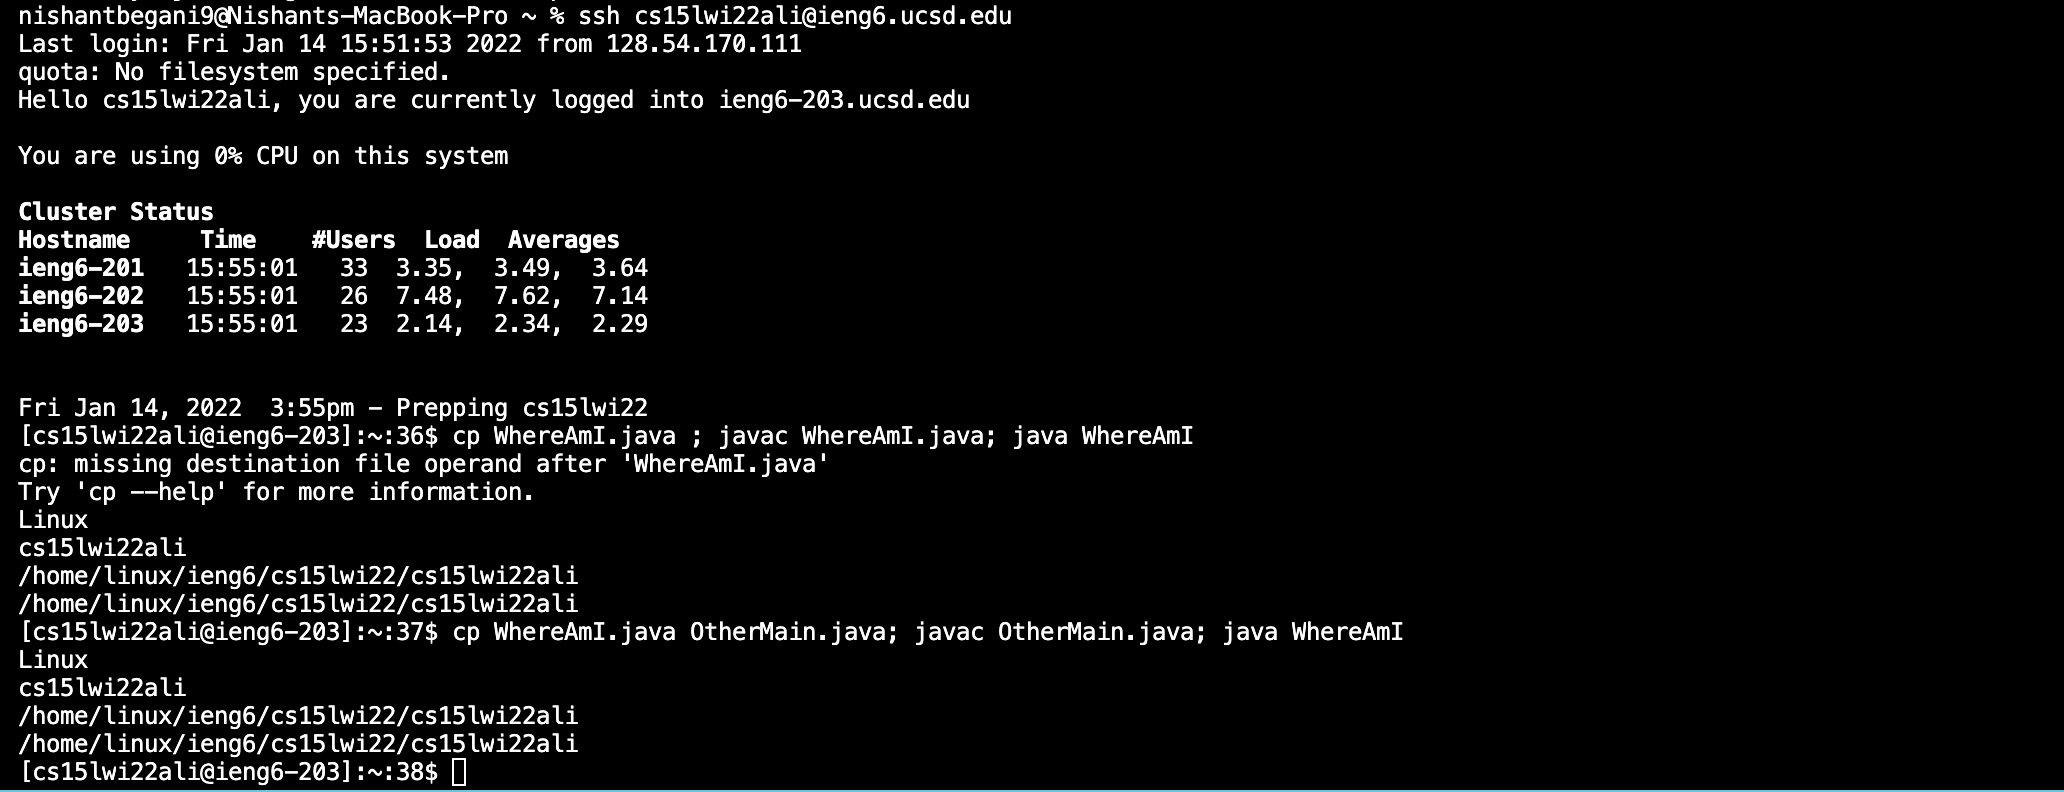 nishantbegani9@Nishants-MacBook-Pro ~ % ssh cs15lwi22ali@ieng6.ucsd.edu
Last login: Fri Jan 14 15:51:53 2022 from 128.54.170.111
quota: No filesystem specified.
Hello cs15lwi22ali, you are currently logged into ieng6-203.ucsd.edu
You are using 0% CPU on this system
Cluster Status
Hostname     Time    #Users  Load  Averages
ieng6-201   15:55:01   33  3.35,  3.49,  3.64
ieng6-202   15:55:01   26  7.48,  7.62,  7.14
ieng6-203   15:55:01   23  2.14,  2.34,  2.29
Fri Jan 14, 2022  3:55pm - Prepping cs15lwi22
[cs15lwi22ali@ieng6-203]:~:36$ cp WhereAmI.java ; javac WhereAmI.java; java WhereAmI
cp: missing destination file operand after 'WhereAmI.java'
Try 'cp --help' for more information.
Linux
cs15lwi22ali
/home/linux/ieng6/cs15lwi22/cs15lwi22ali
/home/linux/ieng6/cs15lwi22/cs15lwi22ali
[cs15lwi22ali@ieng6-203]:~:37$ cp WhereAmI.java OtherMain.java; javac OtherMain.java; java WhereAmI
Linux
cs15lwi22ali
/home/linux/ieng6/cs15lwi22/cs15lwi22ali
/home/linux/ieng6/cs15lwi22/cs15lwi22ali
[cs15lwi22ali@ieng6-203]:~:38$